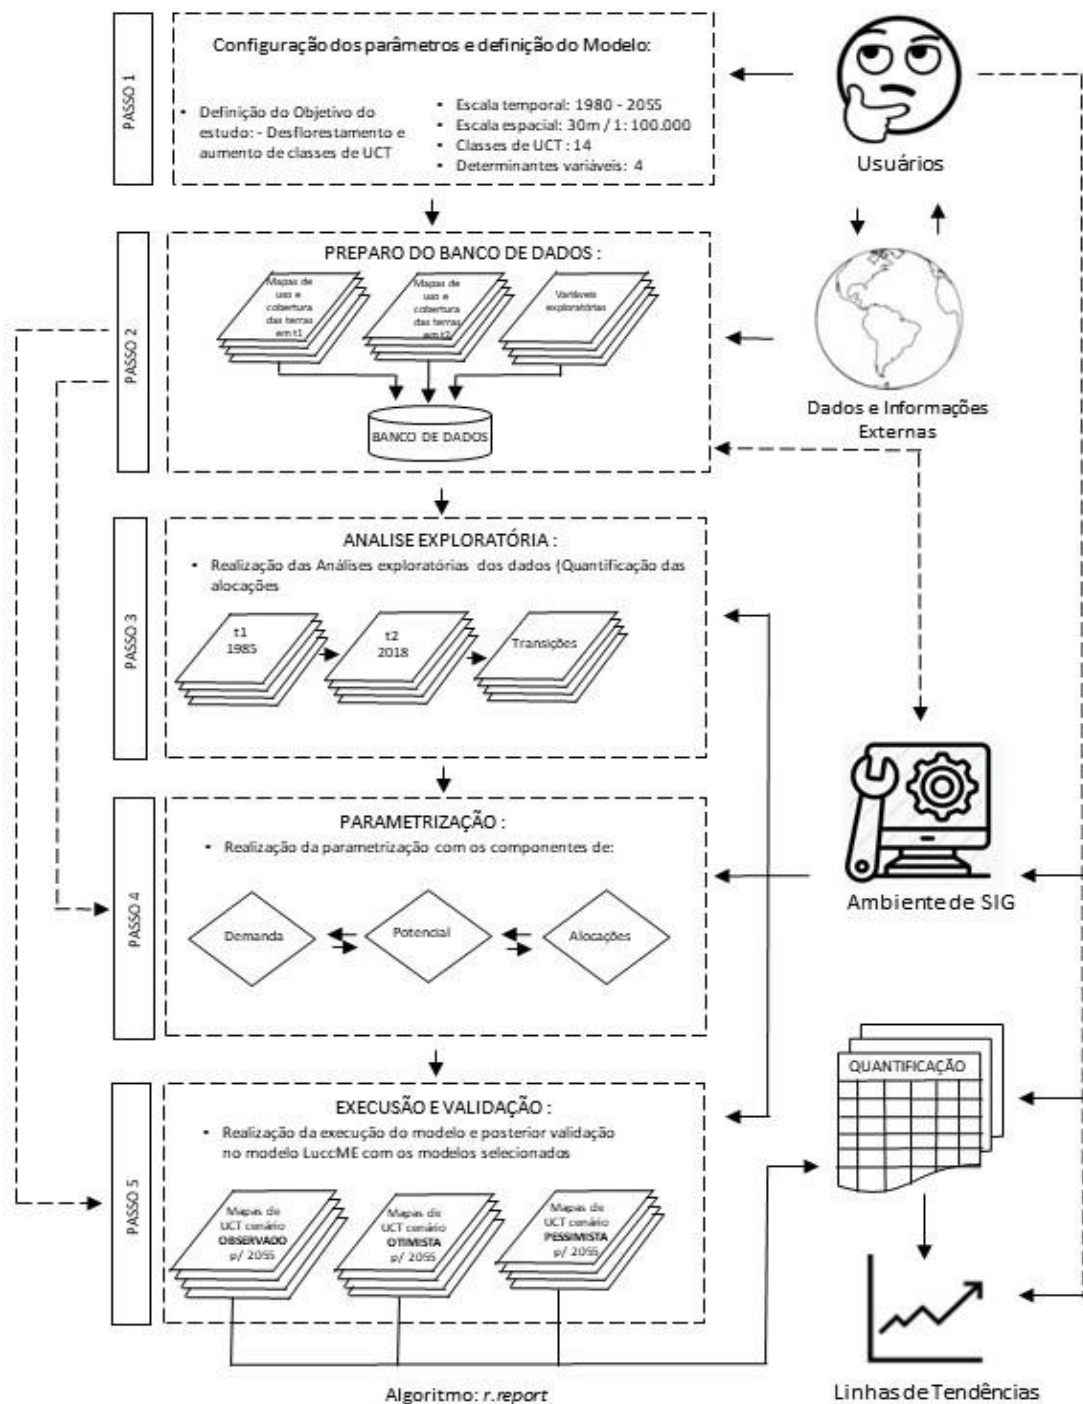 PASSO 1
Configuração dos parâmetros e definição do Modelo:
• Definição do Objetivo do
estudo: - Desflorestamento e
aumento de classes de UCT
• Escala temporal: 1980 - 2055
• Escala espacial: 30m / 1: 100.000
• Classes de UCT : 14
• Determinantes variáveis: 4
Usuários
PASSO 2
PREPARO DO BANCO DE DADOS :
Mapas de
uso e
cobertura
das terras
em t1
Mapas de
uso e
cobertura
das terras
em t2
Variáveis
exploratórias
BANCO DE DADOS
Dados e Informações
Externas
PASSO 3
ANALISE EXPLORATÓRIA :
• Realização das Análises exploratórias dos dados (Quantificação das
alocações
t1
1985
t2
2018
Transições
PASSO 4
PARAMETRIZAÇÃO :
• Realização da parametrização com os componentes de:
Demanda
Potencial
Alocações
Ambiente de SIG
PASSO 5
EXECUSÃO E VALIDAÇÃO :
• Realização da execução do modelo e posterior validação
no modelo LuccME com os modelos selecionados
Mapas de
UCT cenário
OBSERVADO
p/ 2055
Mapas de
UCT cenário
OTIMISTA
p/ 2055
Mapas de
UCT cenário
PESSIMISTA
p/ 2055
QUANTIFICAÇÃO
Algoritmo: r.report
Linhas de Tendências